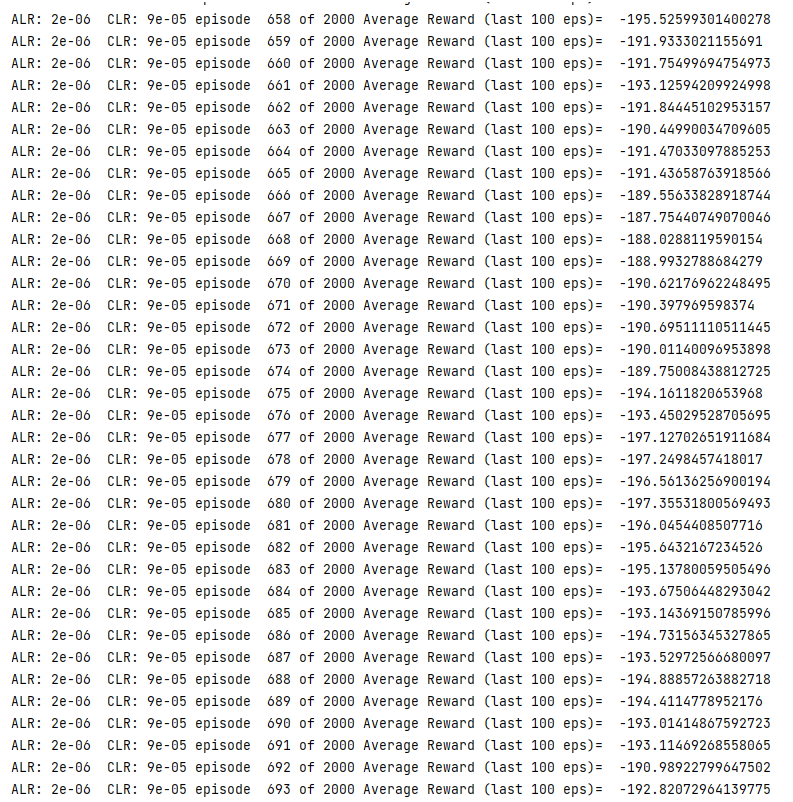 ALR: 2e-06  CLR: 9e-05 episode  658 of 2000 Average Reward (last 100 eps)=  -195.52599301400278
ALR: 2e-06  CLR: 9e-05 episode  659 of 2000 Average Reward (last 100 eps)=  -191.9333021155691
ALR: 2e-06  CLR: 9e-05 episode  660 of 2000 Average Reward (last 100 eps)=  -191.75499694754973
ALR: 2e-06  CLR: 9e-05 episode  661 of 2000 Average Reward (last 100 eps)=  -193.12594209924998
ALR: 2e-06  CLR: 9e-05 episode  662 of 2000 Average Reward (last 100 eps)=  -191.84445102953157
ALR: 2e-06  CLR: 9e-05 episode  663 of 2000 Average Reward (last 100 eps)=  -190.44990034709605
ALR: 2e-06  CLR: 9e-05 episode  664 of 2000 Average Reward (last 100 eps)=  -191.47033097885253
ALR: 2e-06  CLR: 9e-05 episode  665 of 2000 Average Reward (last 100 eps)=  -191.43658763918566
ALR: 2e-06  CLR: 9e-05 episode  666 of 2000 Average Reward (last 100 eps)=  -189.55633828918744
ALR: 2e-06  CLR: 9e-05 episode  667 of 2000 Average Reward (last 100 eps)=  -187.75440749070046
ALR: 2e-06  CLR: 9e-05 episode  668 of 2000 Average Reward (last 100 eps)=  -188.0288119590154
ALR: 2e-06  CLR: 9e-05 episode  669 of 2000 Average Reward (last 100 eps)=  -188.9932788684279
ALR: 2e-06  CLR: 9e-05 episode  670 of 2000 Average Reward (last 100 eps)=  -190.62176962248495
ALR: 2e-06  CLR: 9e-05 episode  671 of 2000 Average Reward (last 100 eps)=  -190.397969598374
ALR: 2e-06  CLR: 9e-05 episode  672 of 2000 Average Reward (last 100 eps)=  -190.69511110511445
ALR: 2e-06  CLR: 9e-05 episode  673 of 2000 Average Reward (last 100 eps)=  -190.01140096953898
ALR: 2e-06  CLR: 9e-05 episode  674 of 2000 Average Reward (last 100 eps)=  -189.75008438812725
ALR: 2e-06  CLR: 9e-05 episode  675 of 2000 Average Reward (last 100 eps)=  -194.1611820653968
ALR: 2e-06  CLR: 9e-05 episode  676 of 2000 Average Reward (last 100 eps)=  -193.45029528705695
ALR: 2e-06  CLR: 9e-05 episode  677 of 2000 Average Reward (last 100 eps)=  -197.12702651911684
ALR: 2e-06  CLR: 9e-05 episode  678 of 2000 Average Reward (last 100 eps)=  -197.2498457418017
ALR: 2e-06  CLR: 9e-05 episode  679 of 2000 Average Reward (last 100 eps)=  -196.56136256900194
ALR: 2e-06  CLR: 9e-05 episode  680 of 2000 Average Reward (last 100 eps)=  -197.35531800569493
ALR: 2e-06  CLR: 9e-05 episode  681 of 2000 Average Reward (last 100 eps)=  -196.0454408507716
ALR: 2e-06  CLR: 9e-05 episode  682 of 2000 Average Reward (last 100 eps)=  -195.6432167234526
ALR: 2e-06  CLR: 9e-05 episode  683 of 2000 Average Reward (last 100 eps)=  -195.13780059505496
ALR: 2e-06  CLR: 9e-05 episode  684 of 2000 Average Reward (last 100 eps)=  -193.67506448293042
ALR: 2e-06  CLR: 9e-05 episode  685 of 2000 Average Reward (last 100 eps)=  -193.14369150785996
ALR: 2e-06  CLR: 9e-05 episode  686 of 2000 Average Reward (last 100 eps)=  -194.73156345327865
ALR: 2e-06  CLR: 9e-05 episode  687 of 2000 Average Reward (last 100 eps)=  -193.52972566680097
ALR: 2e-06  CLR: 9e-05 episode  688 of 2000 Average Reward (last 100 eps)=  -194.88857263882718
ALR: 2e-06  CLR: 9e-05 episode  689 of 2000 Average Reward (last 100 eps)=  -194.4114778952176
ALR: 2e-06  CLR: 9e-05 episode  690 of 2000 Average Reward (last 100 eps)=  -193.01414867592723
ALR: 2e-06  CLR: 9e-05 episode  691 of 2000 Average Reward (last 100 eps)=  -193.11469268558065
ALR: 2e-06  CLR: 9e-05 episode  692 of 2000 Average Reward (last 100 eps)=  -190.98922799647502
ALR: 2e-06  CLR: 9e-05 episode  693 of 2000 Average Reward (last 100 eps)=  -192.82072964139775